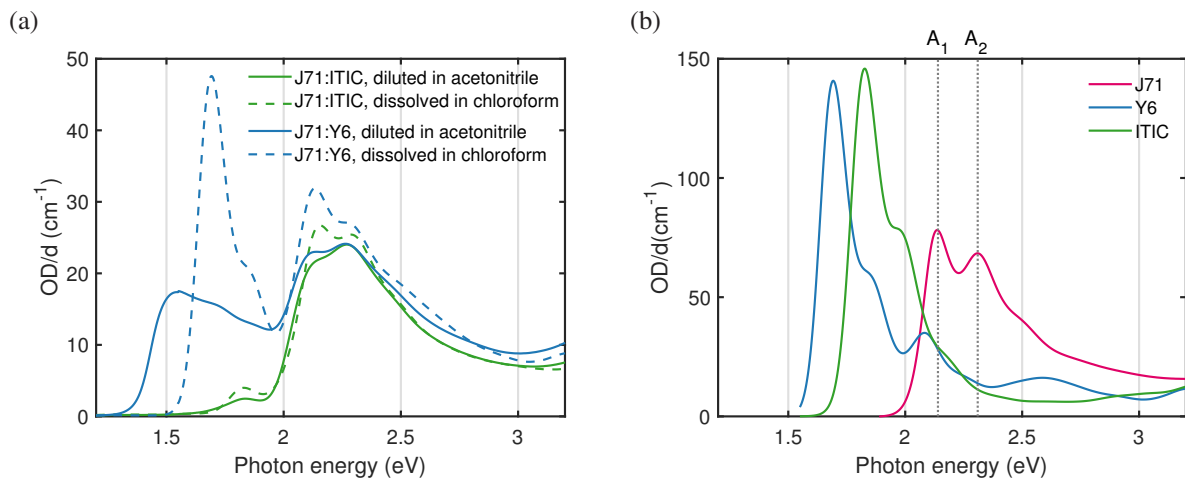 (a)
50
40
30
20
10
0
OD/d (cm⁻¹)
J71:ITIC, diluted in acetonitrile
J71:ITIC, dissolved in chloroform
J71:Y6, diluted in acetonitrile
J71:Y6, dissolved in chloroform
1.5
2
2.5
3
Photon energy (eV)
(b)
A₁
A₂
150
100
50
0
OD/d(cm⁻¹)
J71
Y6
ITIC
1.5
2
2.5
3
Photon energy (eV)